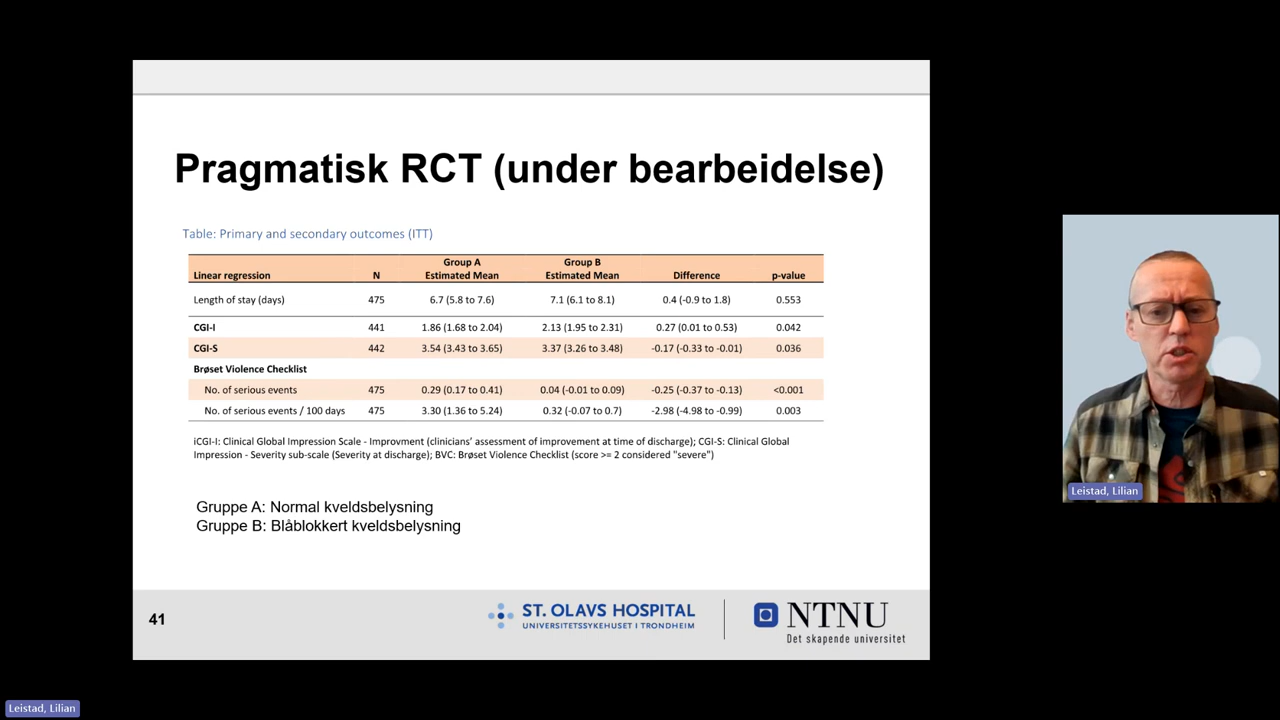 Pragmatisk RCT (under bearbeidelse)
Table: Primary and secondary outcomes (ITT)
Linear regression N Group A Estimated Mean Group B Estimated Mean Difference p-value
Length of stay (days) 475 6.7 (5.8 to 7.6) 7.1 (6.1 to 8.1) 0.4 (-0.9 to 1.8) 0.553
CGI-I 441 1.86 (1.68 to 2.04) 2.13 (1.95 to 2.31) 0.27 (0.01 to 0.53) 0.042
CGI-S 442 3.54 (3.43 to 3.65) 3.37 (3.26 to 3.48) -0.17 (-0.33 to -0.01) 0.036
Brøset Violence Checklist
No. of serious events 475 0.29 (0.17 to 0.41) 0.04 (-0.01 to 0.09) -0.25 (-0.37 to -0.13) <0.001
No. of serious events / 100 days 475 3.30 (1.36 to 5.24) 0.32 (-0.07 to 0.7) -2.98 (-4.98 to -0.99) 0.003
iCGI-I: Clinical Global Impression Scale - Improvment (clinicians' assessment of improvement at time of discharge); CGI-S: Clinical Global
Impression - Severity sub-scale (Severity at discharge); BVC: Brøset Violence Checklist (score >= 2 considered "severe")
Gruppe A: Normal kveldsbelysning
Gruppe B: Blåblokkert kveldsbelysning
41
ST. OLAVS HOSPITAL
UNIVERSITETSSYKEHUSET I TRONDHEIM
NTNU
Det skapende universitet
Leistad, Lilian
Leistad, Lilian